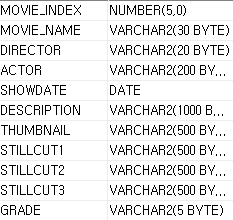 MOVIE_INDEX NUMBER(5,0)
MOVIE_NAME VARCHAR2(30 BYTE)
DIRECTOR VARCHAR2(20 BYTE)
ACTOR VARCHAR2(200 BY...
SHOWDATE DATE
DESCRIPTION VARCHAR2(1000 B...
THUMBNAIL VARCHAR2(500 BY...
STILLCUT1 VARCHAR2(500 BY...
STILLCUT2 VARCHAR2(500 BY...
STILLCUT3 VARCHAR2(500 BY...
GRADE VARCHAR2(5 BYTE)